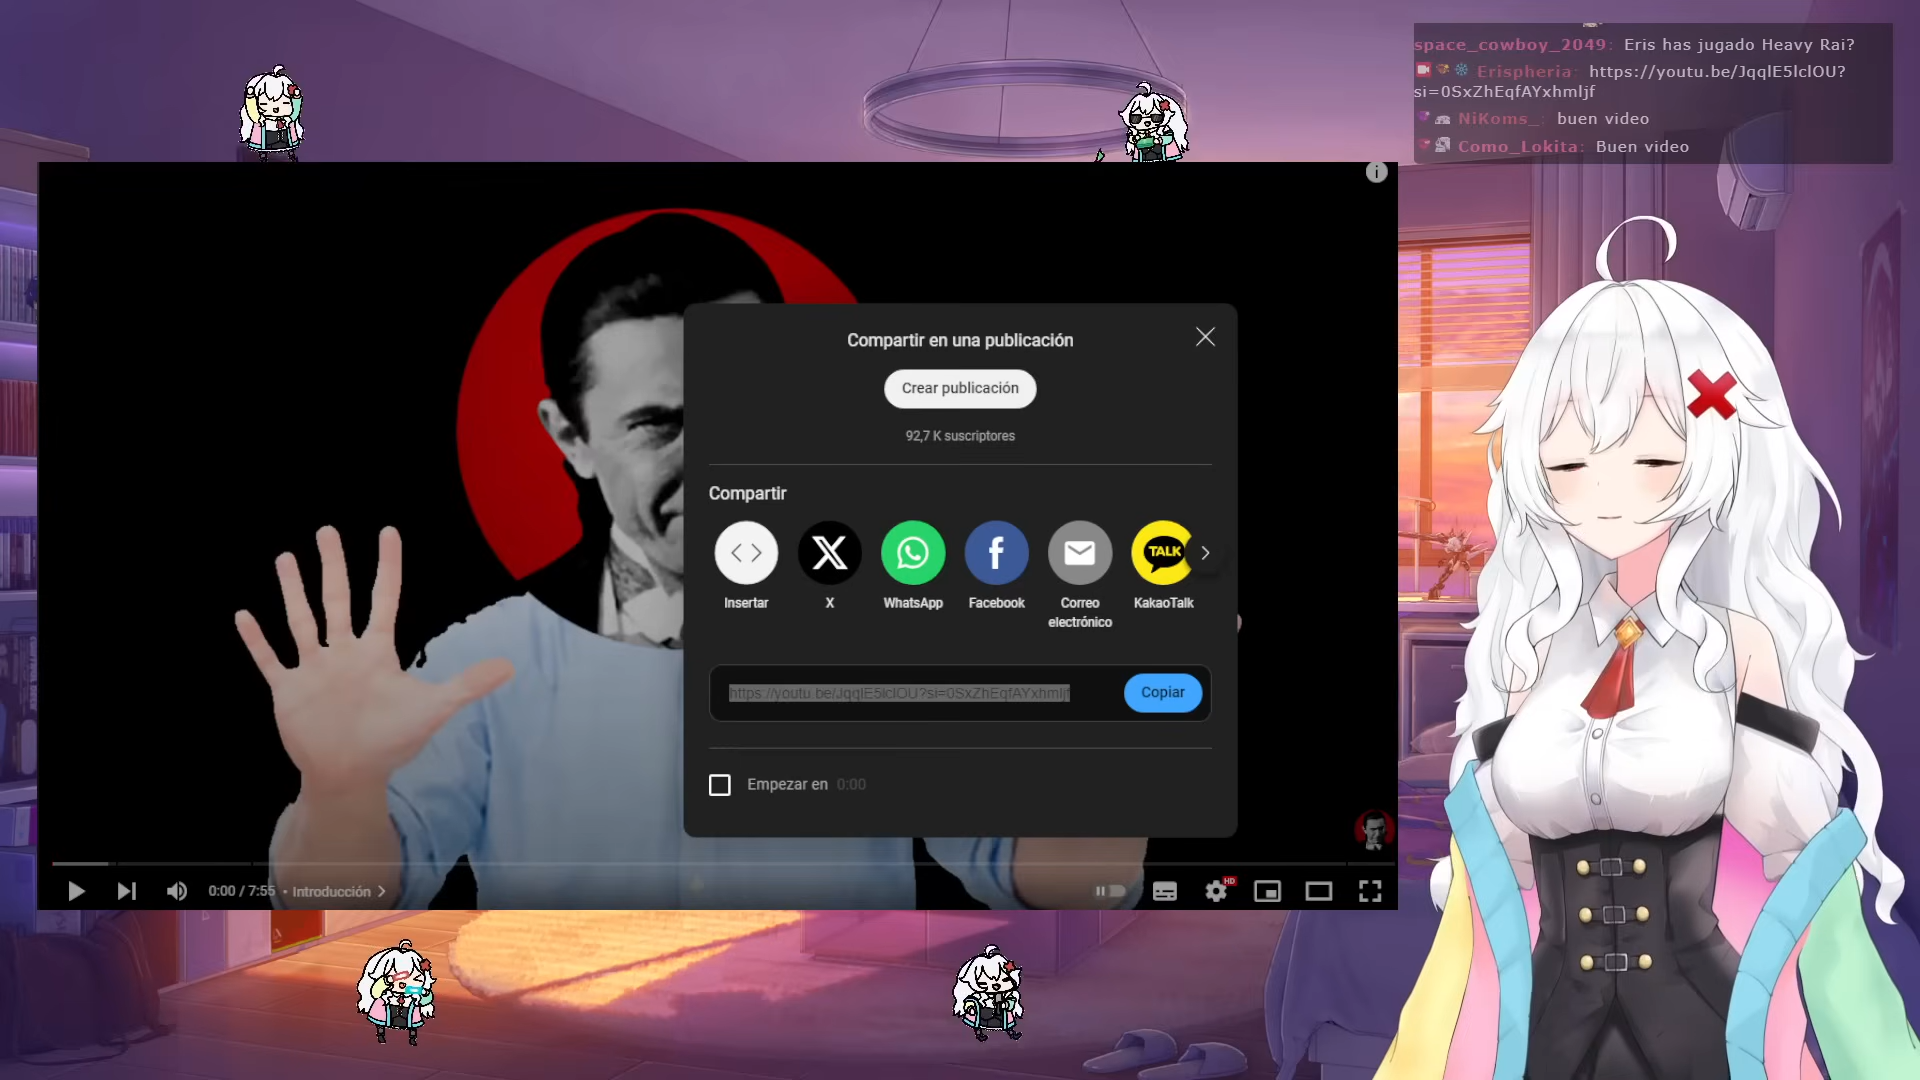 space_cowboy_2049: Eris has jugado Heavy Rai?
Erispheria: https://youtu.be/JqqlE5lclOU?
si=0SxZhEqfAYxhmljf
NiKoms_: buen video
Como_Lokita: Buen video
Compartir en una publicación
Crear publicación
92,7 K suscriptores
Compartir
TALK
Insertar
X
WhatsApp
Facebook
Correo electrónico
KakaoTalk
https://youtu.be/JqqlE5lclOU?si=0SxZhEqfAYxhmljf
Copiar
Empezar en 0:00
0:00 / 7:55 • Introducción
HD